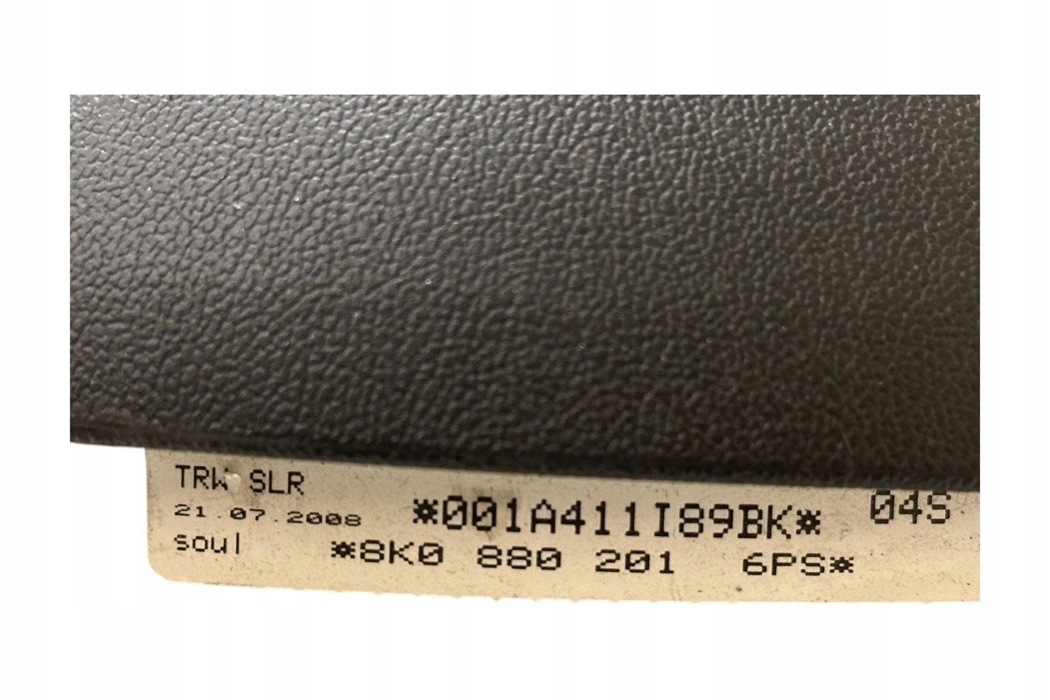 TRW SLR
21.07.2008 *001A411I89BK* 04S
soul *8K0 880 201 6PS*